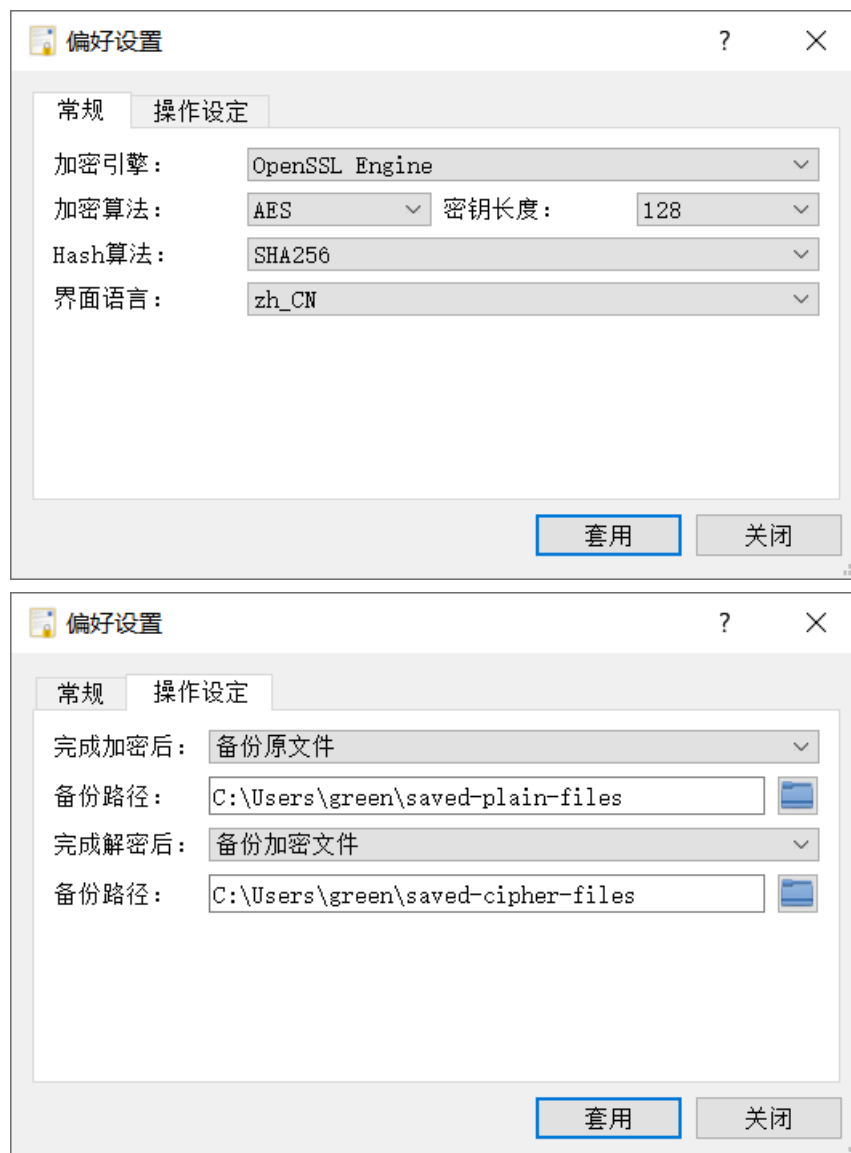 偏好设置
常规 操作设定
加密引擎： OpenSSL Engine
加密算法： AES 密钥长度： 128
Hash算法： SHA256
界面语言： zh_CN
套用 关闭
偏好设置
常规 操作设定
完成加密后： 备份原文件
备份路径： C:\Users\green\saved-plain-files
完成解密后： 备份加密文件
备份路径： C:\Users\green\saved-cipher-files
套用 关闭